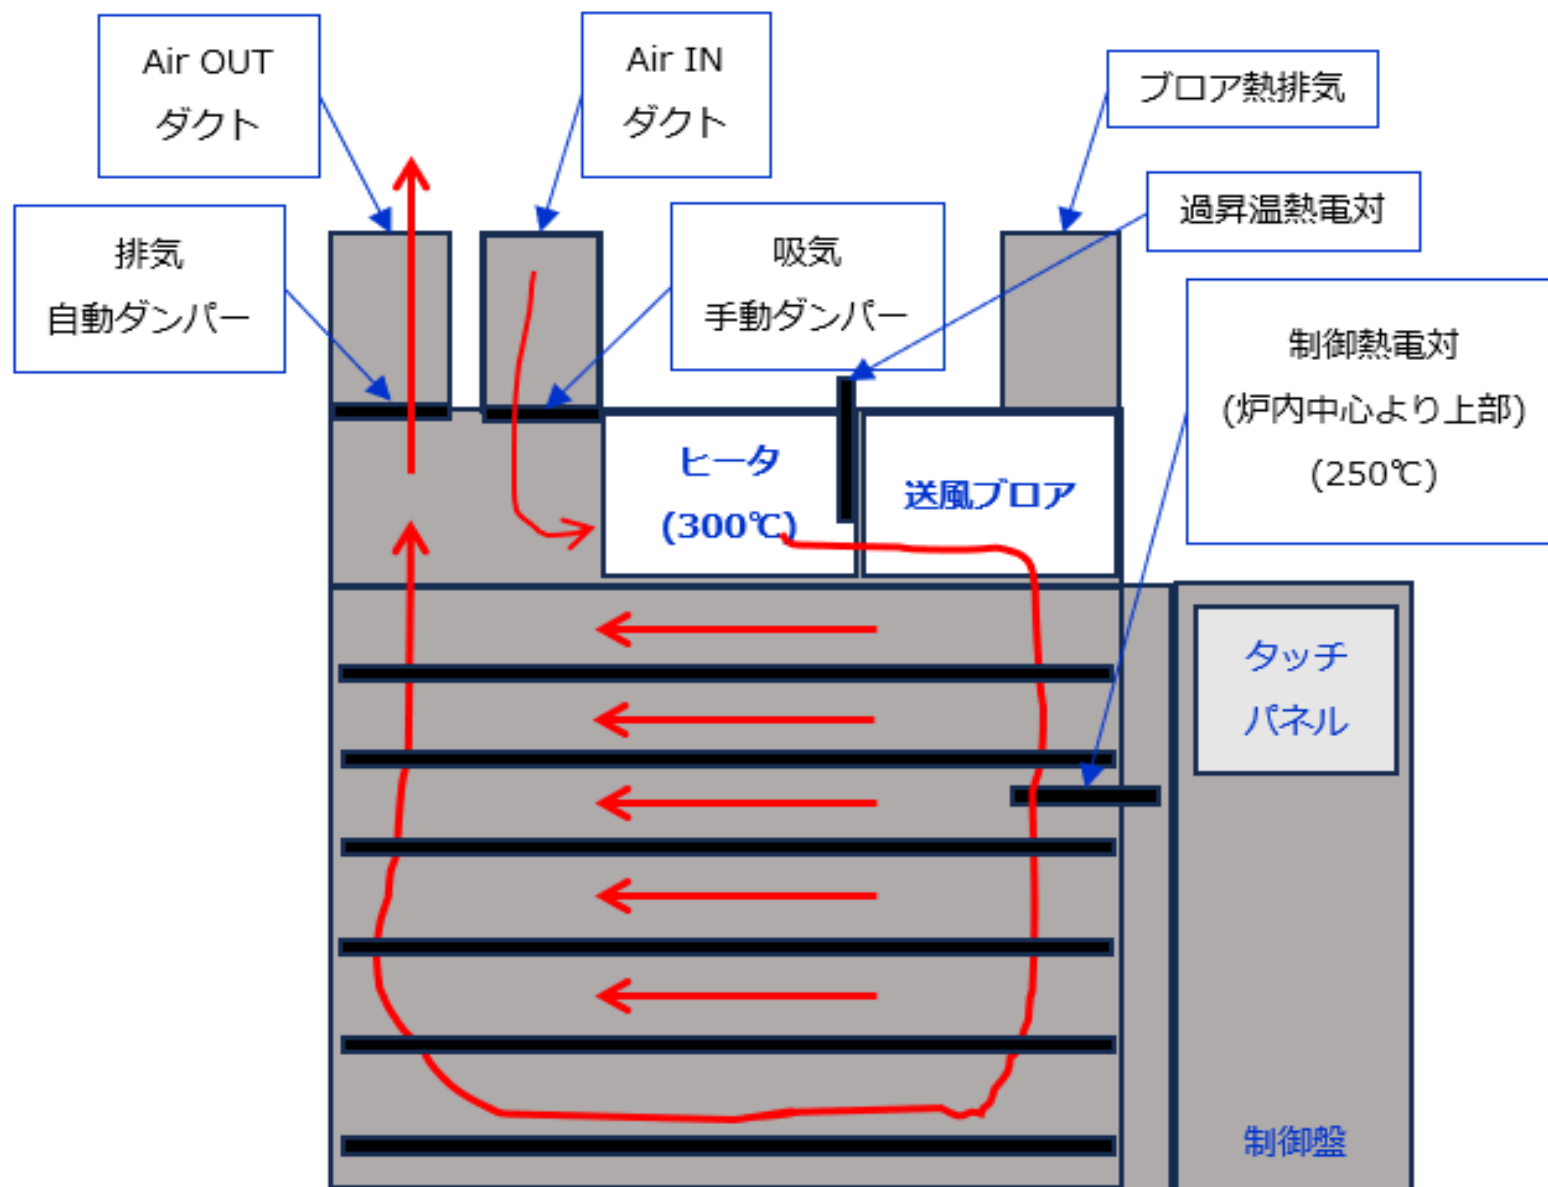 Air OUT
ダクト
Air IN
ダクト
ブロア熱排気
過昇温熱電対
排気
自動ダンパー
吸気
手動ダンパー
制御熱電対
(炉内中心より上部)
(250℃)
ヒータ
(300℃)
送風ブロア
タッチ
パネル
制御盤